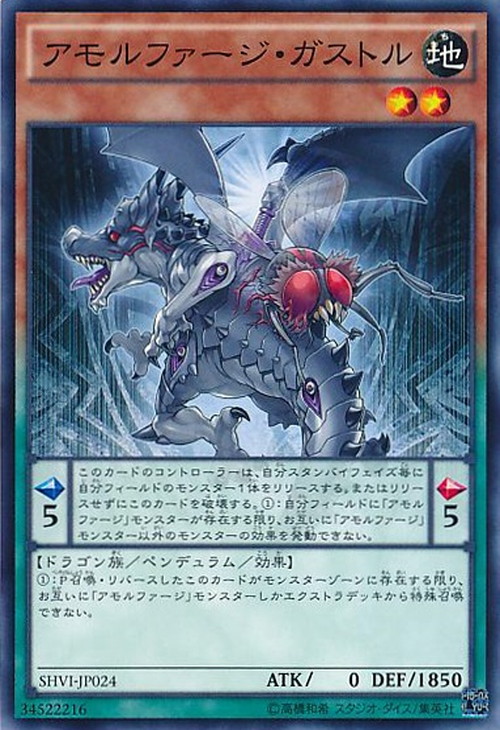 アモルファージ・ガストル
地
このカードのコントローラーは、自分スタンバイフェイズ毎に
自分フィールドのモンスター1体をリリースする。またはリリー
スせずにこのカードを破壊する。①:自分フィールドに「アモル
ファージ」モンスターが存在する限り、お互いに「アモルファージ」
モンスター以外のモンスターの効果を発動できない。
5
5
【ドラゴン族/ペンデュラム/効果】
①:P召喚・リバースしたこのカードがモンスターゾーンに存在する限り、
お互いに「アモルファージ」モンスターしかエクストラデッキから特殊召喚
できない。
SHVI-JP024
ATK/ 0 DEF/1850
34522216
©高橋和希 スタジオ・ダイス/集英社